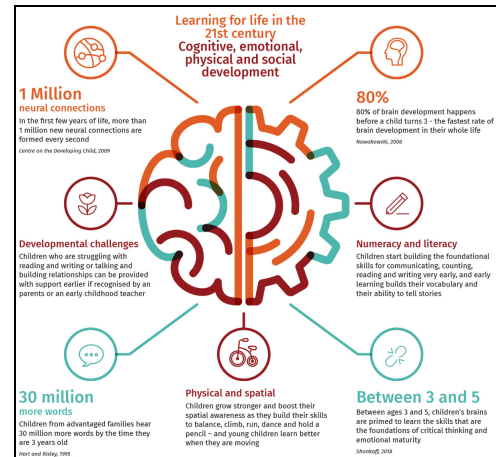 Learning for life in the
21st century
Cognitive, emotional,
physical and social
development
1 Million
neural connections
In the first few years of life, more than
1 million new neural connections are
formed every second
Centre on the Developing Child, 2009
80%
80% of brain development happens
before a child turns 3 - the fastest rate of
brain development in their whole life
Nowakowski, 2006
Developmental challenges
Children who are struggling with
reading and writing or talking and
building relationships can be provided
with support earlier if recognised by an
parents or an early childhood teacher
Numeracy and literacy
Children start building the foundational
skills for communicating, counting,
reading and writing very early, and early
learning builds their vocabulary and
their ability to tell stories
30 million
more words
Children from advantaged families hear
30 million more words by the time they
are 3 years old
Hart and Risley, 1995
Physical and spatial
Children grow stronger and boost their
spatial awareness as they build their skills
to balance, climb, run, dance and hold a
pencil – and young children learn better
when they are moving
Between 3 and 5
Between ages 3 and 5, children's brains
are primed to learn the skills that are
the foundations of critical thinking and
emotional maturity
Shonkoff, 2018